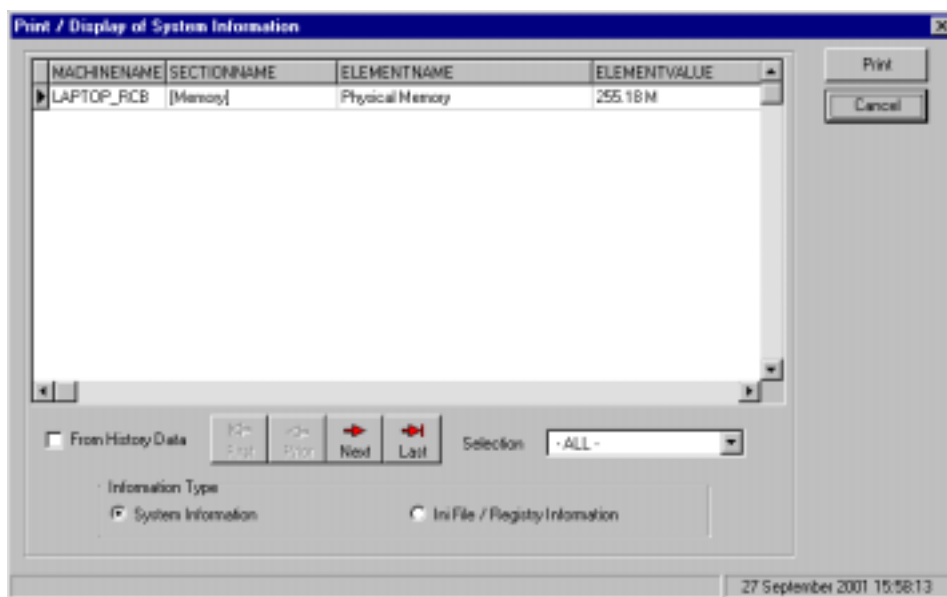 Print / Display of System Information
MACHINENAME SECTIONNAME ELEMENTNAME ELEMENTVALUE
LAPTOP_RCB [Memory] Physical Memory 255.18 M
Print
Cancel
From History Data
First Prior Next Last
Selection - ALL -
Information Type
System Information Ini File / Registry Information
27 September 2001 15:58:13